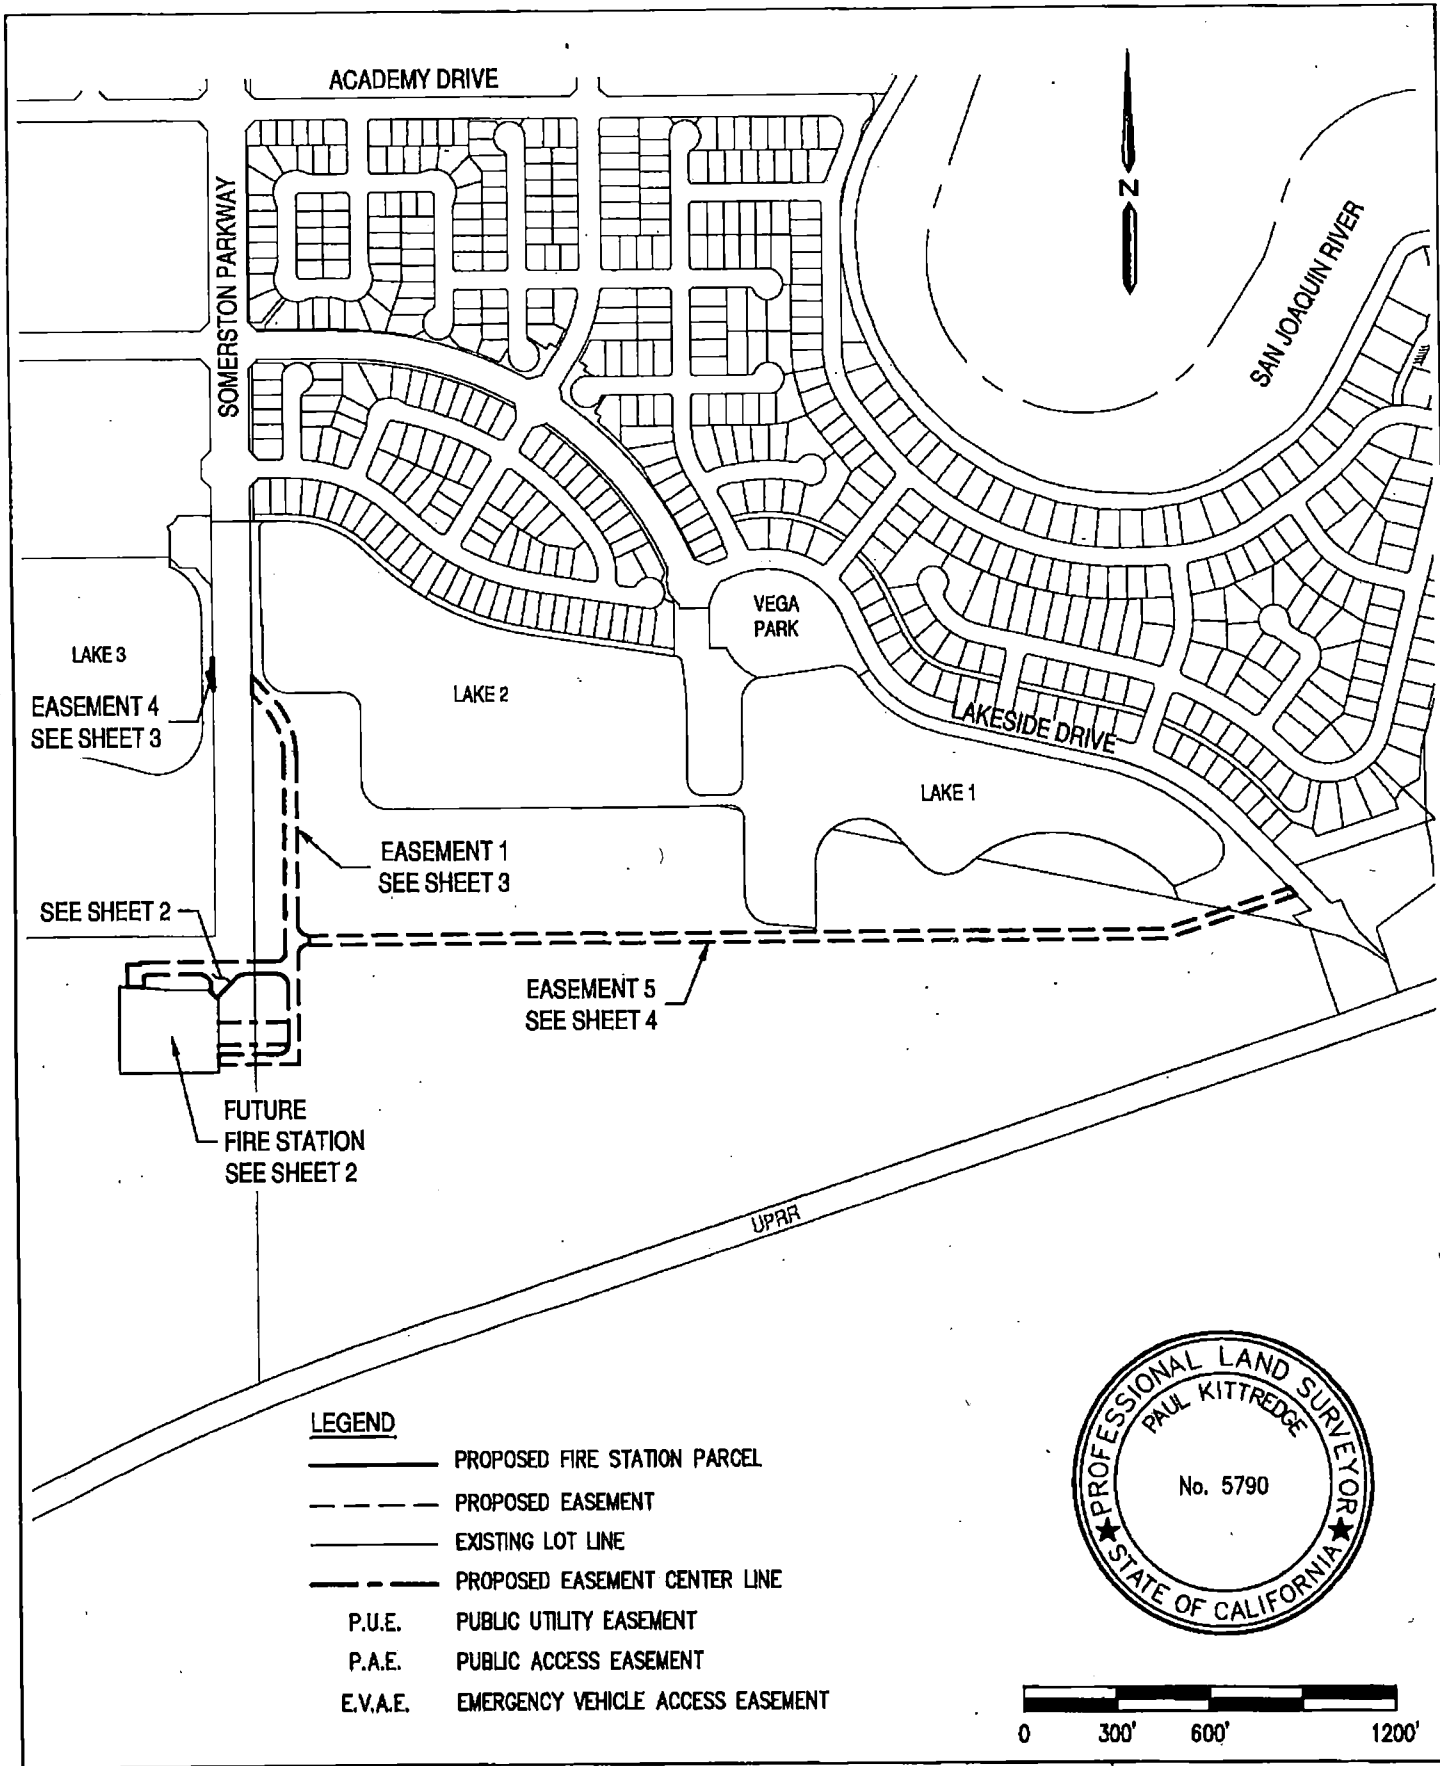 ACADEMY DRIVE
SOMERSTON PARKWAY
N
SAN JOAQUIN RIVER
VEGA
PARK
LAKE 3
LAKE 2
EASEMENT 4
SEE SHEET 3
LAKESIDE DRIVE
LAKE 1
EASEMENT 1
SEE SHEET 3
SEE SHEET 2
EASEMENT 5
SEE SHEET 4
FUTURE
FIRE STATION
SEE SHEET 2
UPRR
LEGEND
PROPOSED FIRE STATION PARCEL
PROPOSED EASEMENT
EXISTING LOT LINE
PROPOSED EASEMENT CENTER LINE
P.U.E. PUBLIC UTILITY EASEMENT
P.A.E. PUBLIC ACCESS EASEMENT
E.V.A.E. EMERGENCY VEHICLE ACCESS EASEMENT
PROFESSIONAL LAND SURVEYOR
PAUL KITTREDGE
No. 5790
STATE OF CALIFORNIA
0 300' 600' 1200'